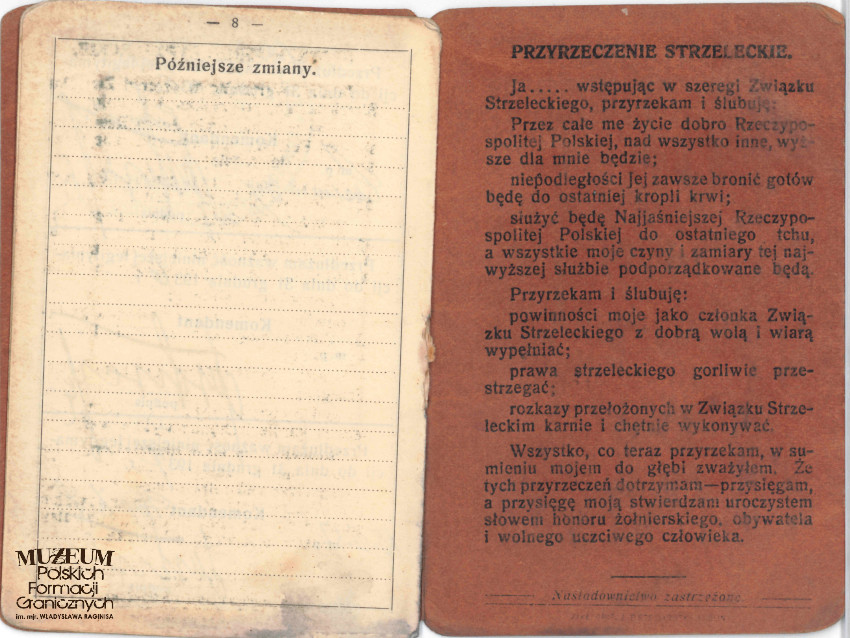 — 8 —
Późniejsze zmiany.
Komendant
MUZEUM
Polskich
Formacji
Granicznych
im. mjr. WŁADYSŁAWA RAGINISA
PRZYRZECZENIE STRZELECKIE.
Ja..... wstępując w szeregi Związku
Strzeleckiego, przyrzekam i ślubuję:
Przez całe me życie dobro Rzeczypo-
spolitej Polskiej, nad wszystko inne, wyż-
sze dla mnie będzie;
niepodległości Jej zawsze bronić gotów
będę do ostatniej kropli krwi;
służyć będę Najjaśniejszej Rzeczypo-
spolitej Polskiej do ostatniego tchu,
a wszystkie moje czyny i zamiary tej naj-
wyższej służbie podporządkowane będą.
Przyrzekam i ślubuję:
powinności moje jako członka Zwią-
zku Strzeleckiego z dobrą wolą i wiarą
wypełniać;
prawa strzeleckiego gorliwie prze-
strzegać;
rozkazy przełożonych w Związku Strze-
leckim karnie i chętnie wykonywać.
Wszystko, co teraz przyrzekam, w su-
mieniu mojem do głębi zważyłem. Że
tych przyrzeczeń dotrzymam—przysięgam,
a przysięgę moją stwierdzam uroczystem
słowem honoru żołnierskiego, obywatela
i wolnego uczciwego człowieka.
Naśladownictwo zastrzeżone.